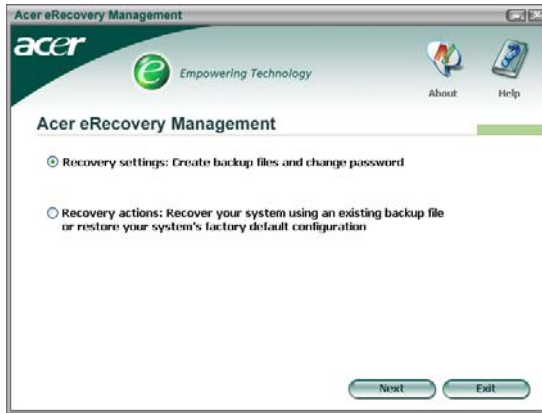 Acer eRecovery Management
acer
e
Empowering Technology
About
Help
Acer eRecovery Management
Recovery settings: Create backup files and change password
Recovery actions: Recover your system using an existing backup file
or restore your system's factory default configuration
Next
Exit